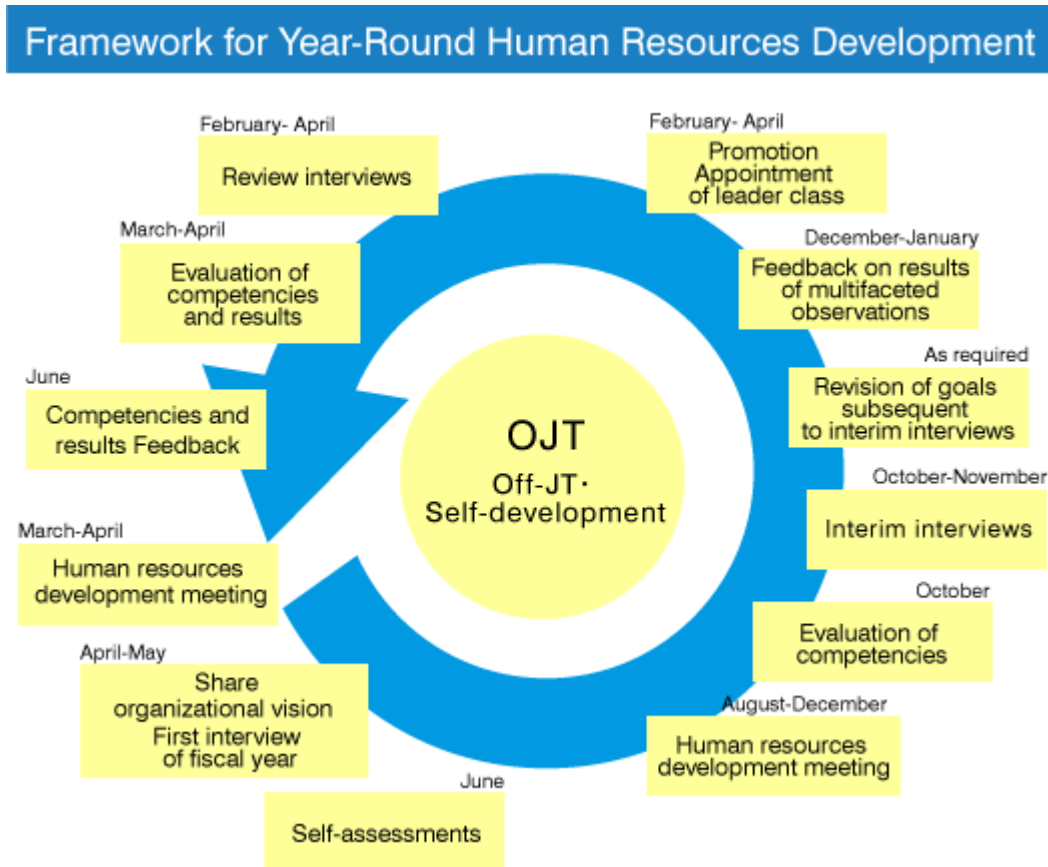 Framework for Year-Round Human Resources Development
February- April
Review interviews
February- April
Promotion
Appointment
of leader class
March-April
Evaluation of
competencies
and results
December-January
Feedback on results
of multifaceted
observations
June
Competencies and
results Feedback
As required
Revision of goals
subsequent
to interim interviews
OJT
Off-JT·
Self-development
October-November
Interim interviews
March-April
Human resources
development meeting
October
Evaluation of
competencies
April-May
Share
organizational vision
First interview
of fiscal year
August-December
Human resources
development meeting
June
Self-assessments